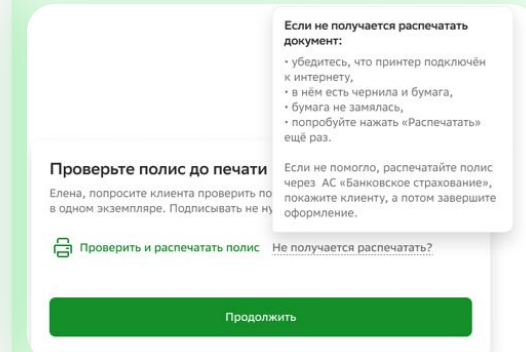 Если не получается распечатать
документ:
• убедитесь, что принтер подключён
к интернету,
• в нём есть чернила и бумага,
• бумага не замялась,
• попробуйте нажать «Распечатать»
ещё раз.
Если не помогло, распечатайте полис
через АС «Банковское страхование»,
покажите клиенту, а потом завершите
оформление.
Проверьте полис до печати
Елена, попросите клиента проверить
в одном экземпляре. Подписывать не
Проверить и распечатать полис Не получается распечатать?
Продолжить